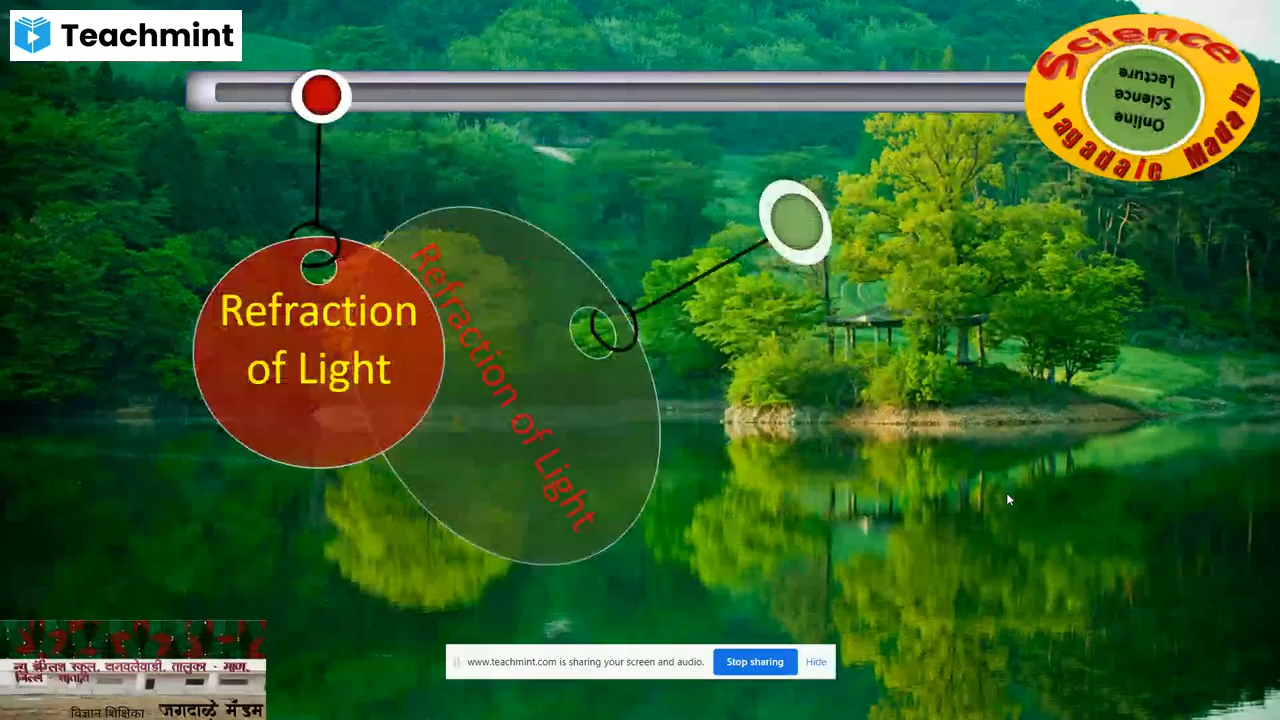 Teachmint
Science
Online
Science
Lecture
Jagadale Madam
Refraction
of Light
Refraction of Light
www.teachmint.com is sharing your screen and audio.
Stop sharing
Hide
न्यू इंग्लिश स्कूल, वानवलेवाडी, तालुका - माण,
विज्ञान शिक्षिका - जगदाळे मॅडम